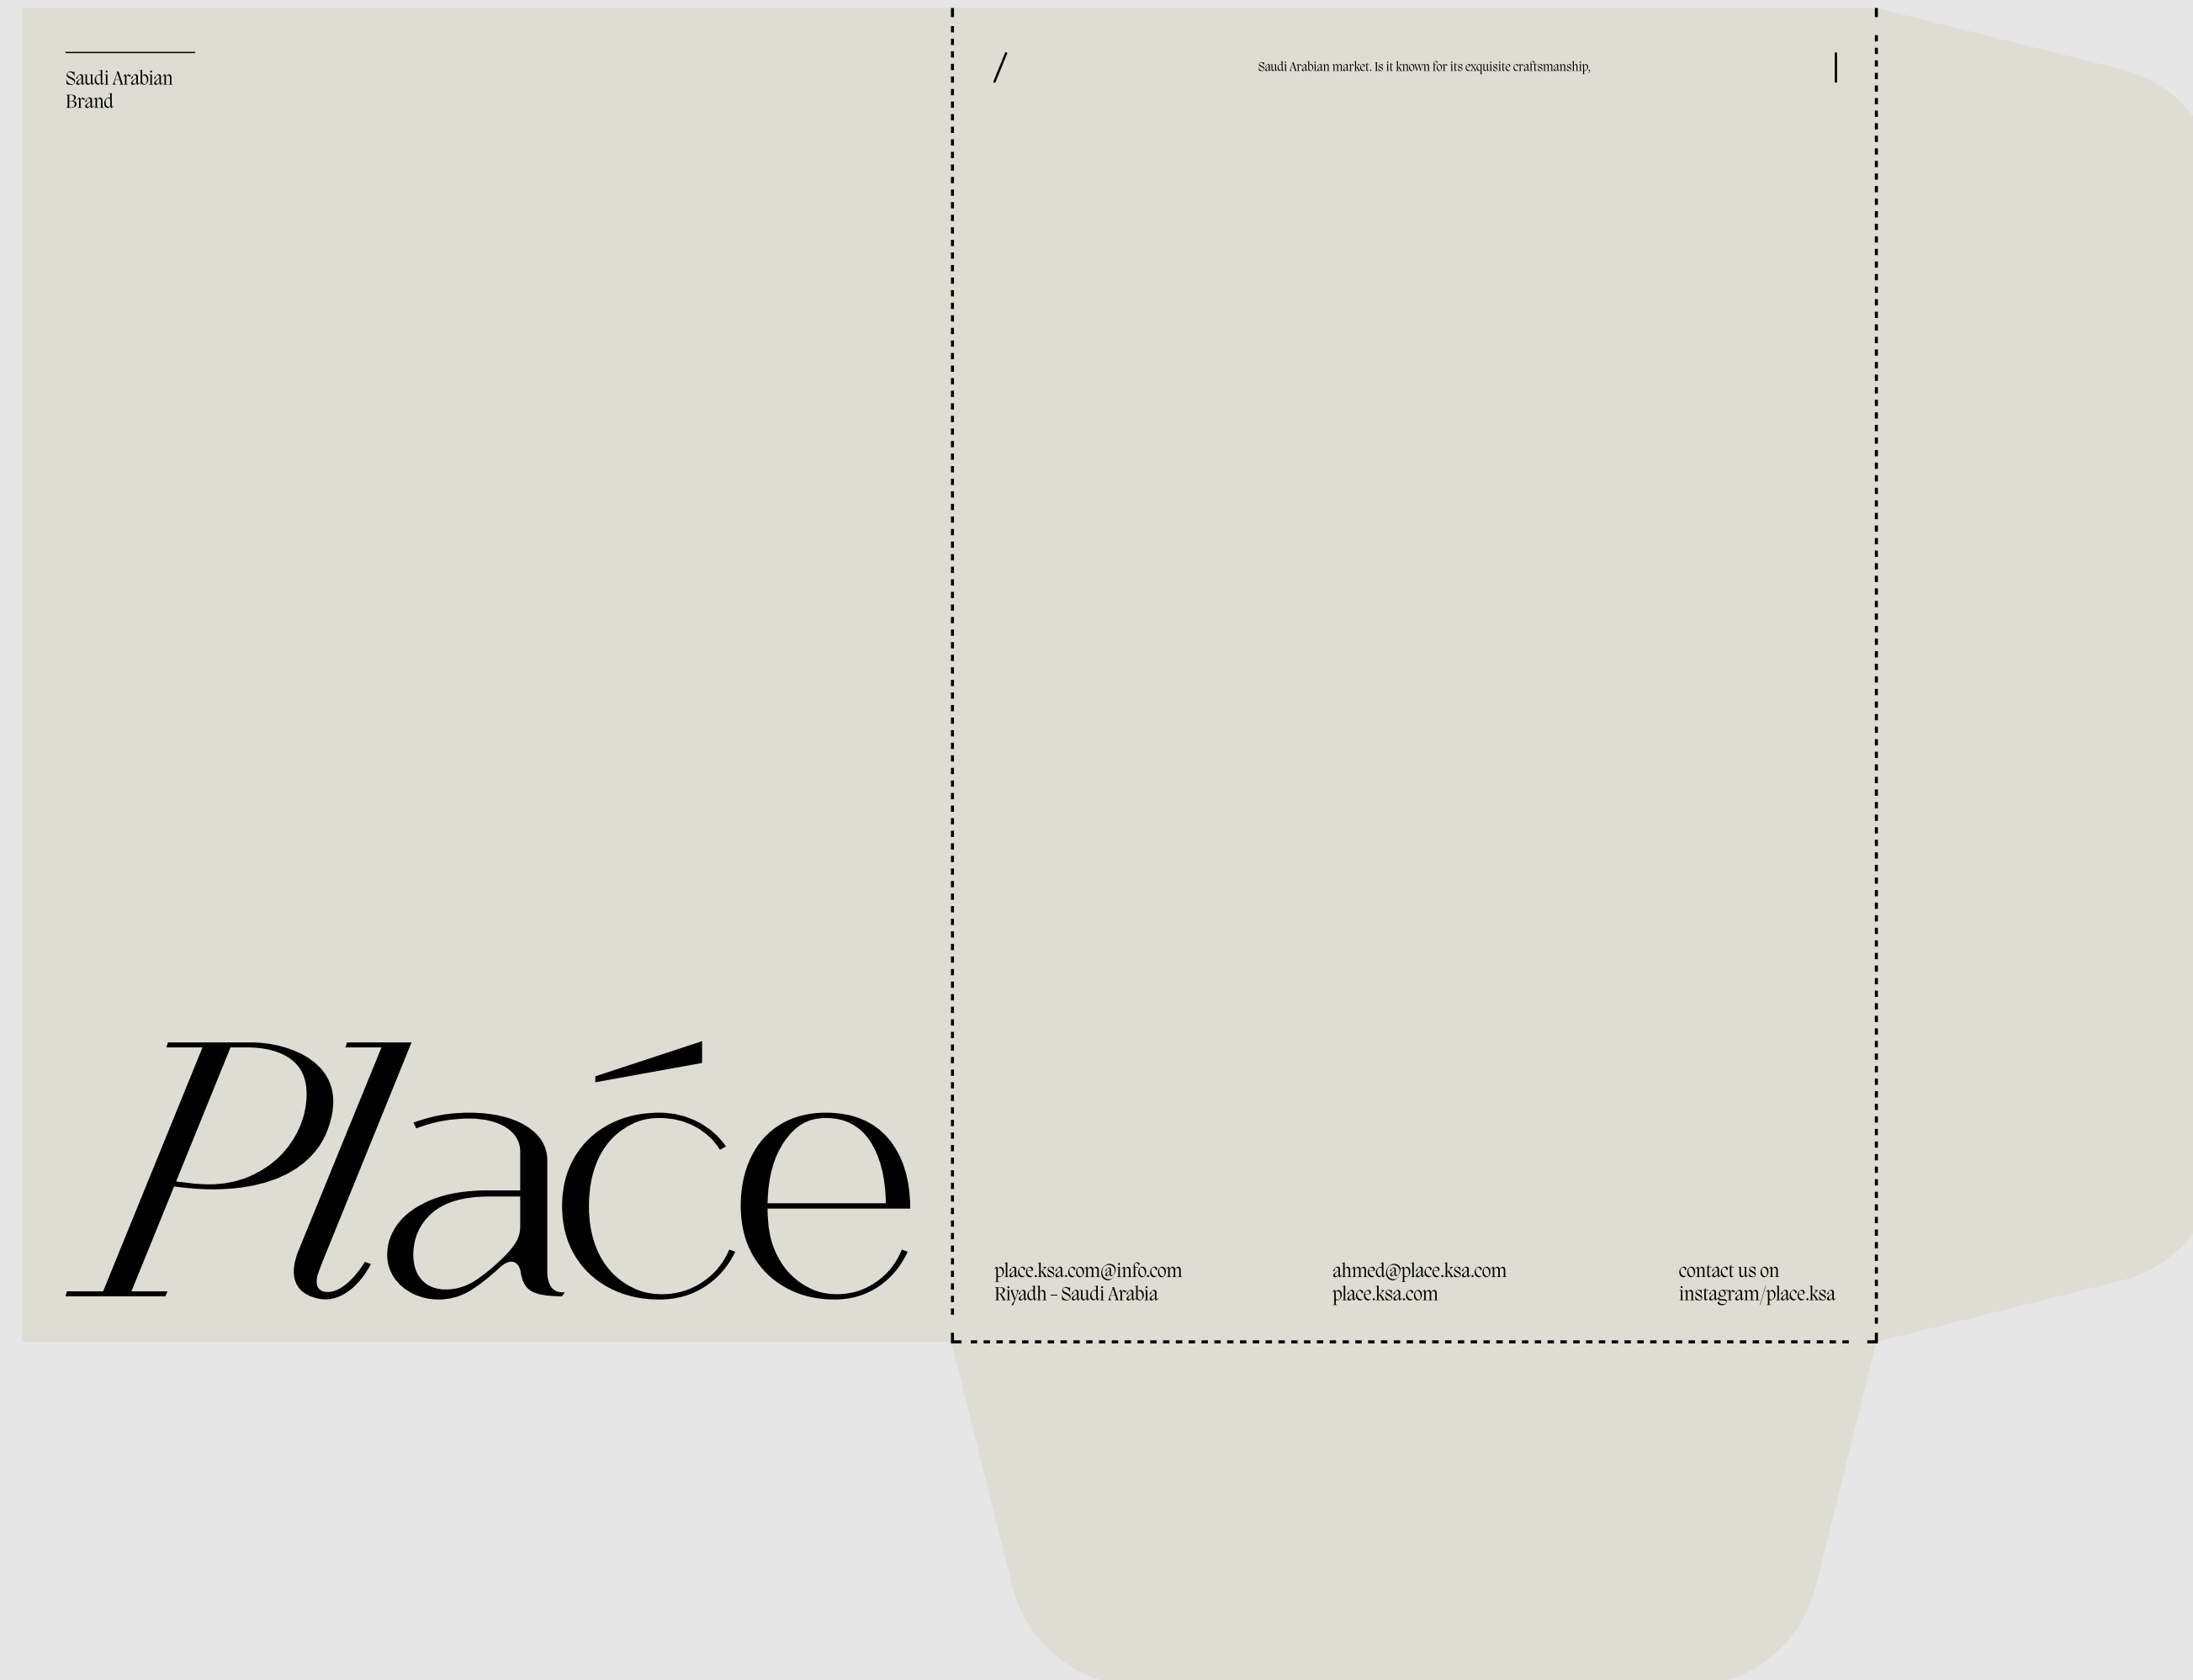 Saudi Arabian
Brand
Plaće
/
Saudi Arabian market. Is it known for its exquisite craftsmanship,
|
place.ksa.com@info.com
Riyadh – Saudi Arabia
ahmed@place.ksa.com
place.ksa.com
contact us on
instagram/place.ksa